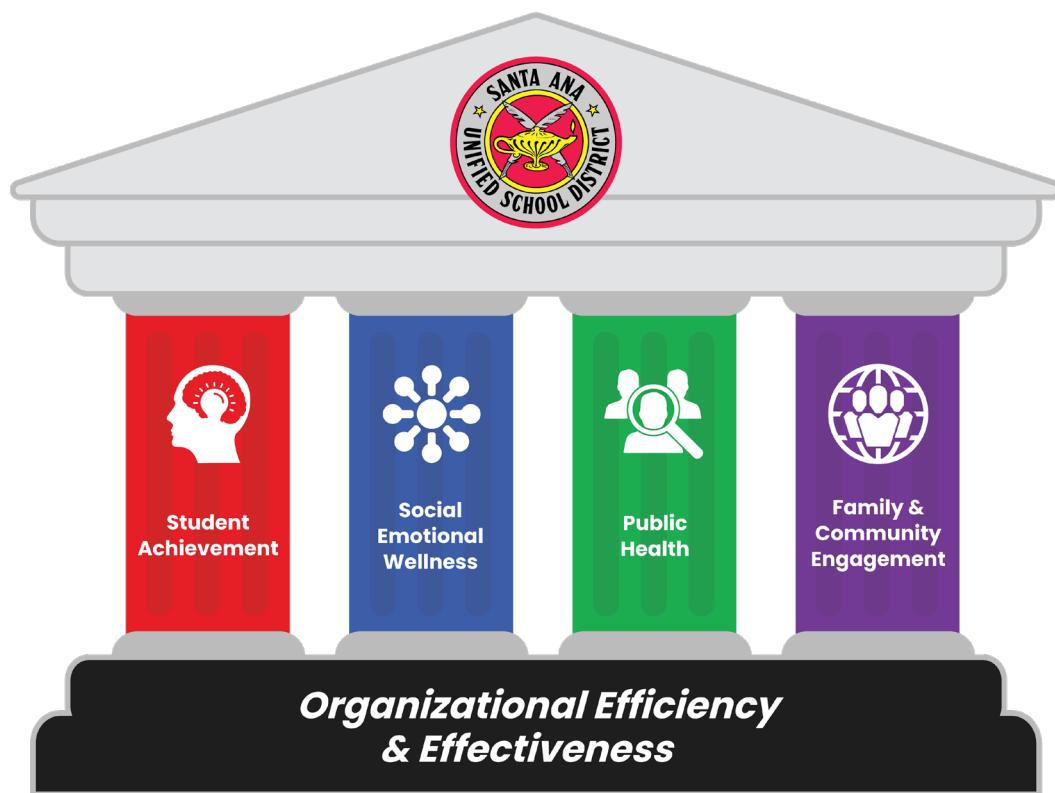 SANTA ANA
UNIFIED SCHOOL DISTRICT
Student
Achievement
Social
Emotional
Wellness
Public
Health
Family &
Community
Engagement
Organizational Efficiency
& Effectiveness